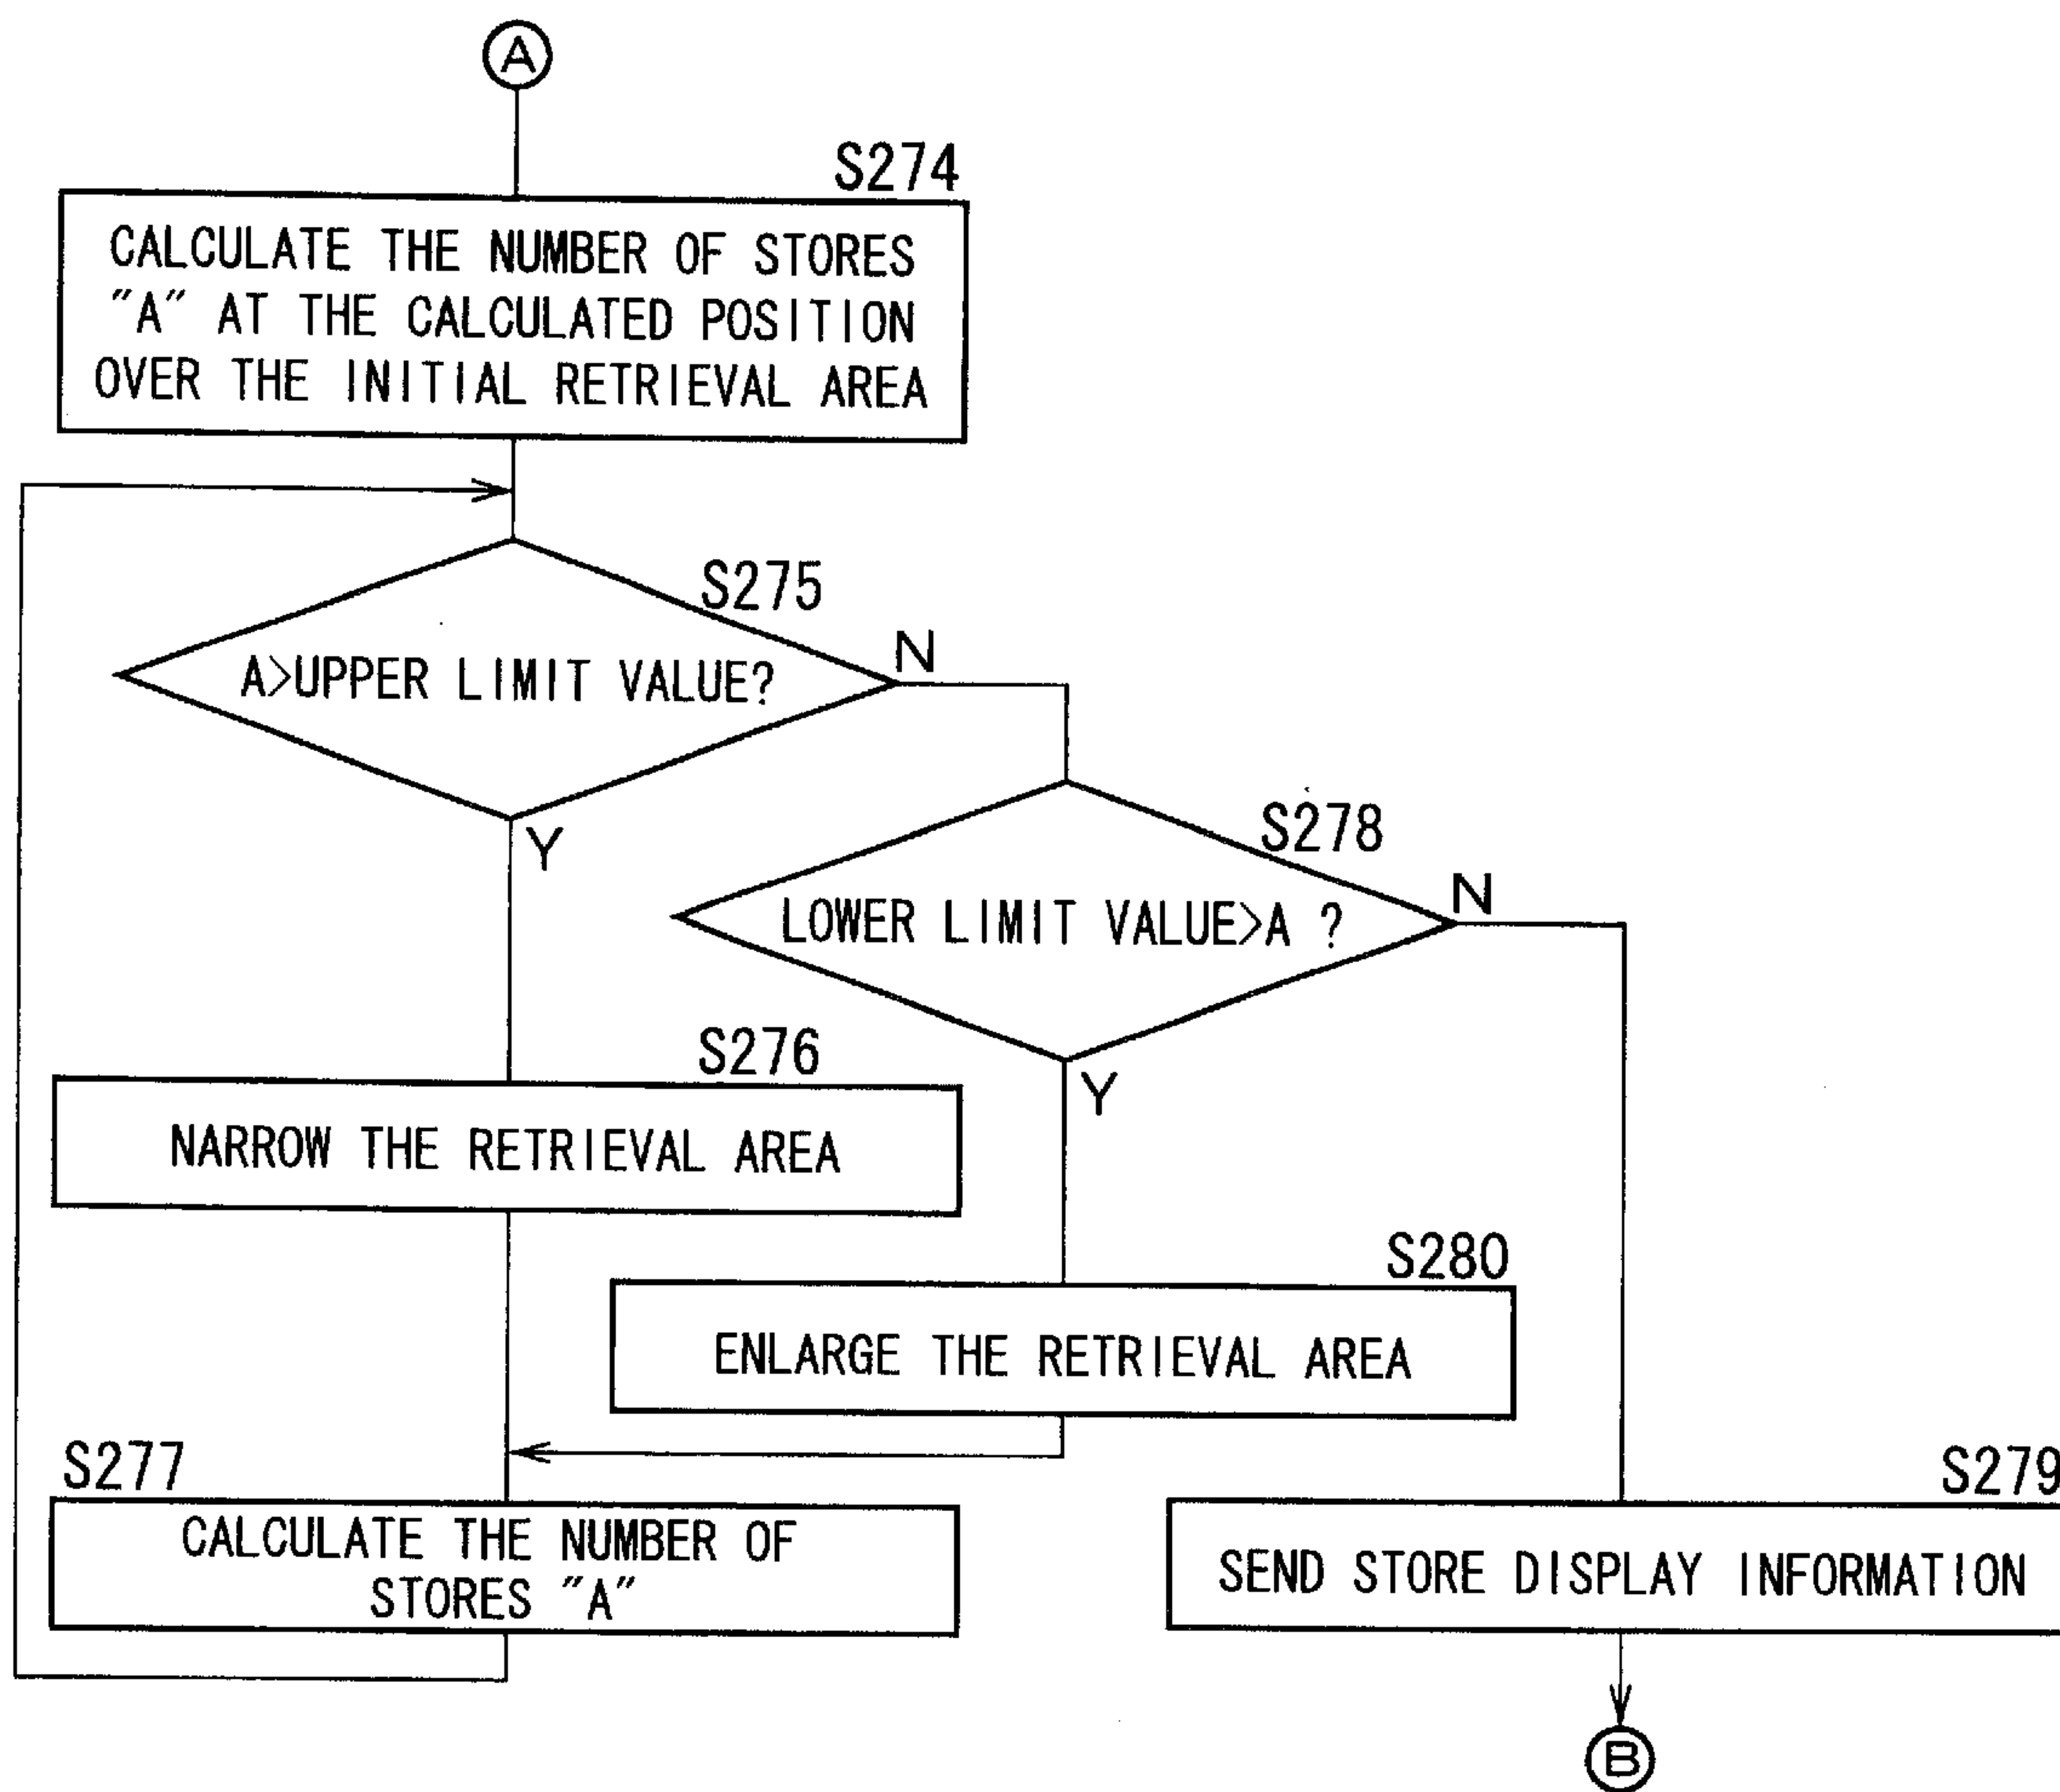 A
S274
CALCULATE THE NUMBER OF STORES
"A" AT THE CALCULATED POSITION
OVER THE INITIAL RETRIEVAL AREA
S275
A>UPPER LIMIT VALUE?
N
Y
S278
LOWER LIMIT VALUE>A ?
N
Y
S276
NARROW THE RETRIEVAL AREA
S280
ENLARGE THE RETRIEVAL AREA
S277
CALCULATE THE NUMBER OF
STORES "A"
S279
SEND STORE DISPLAY INFORMATION
B